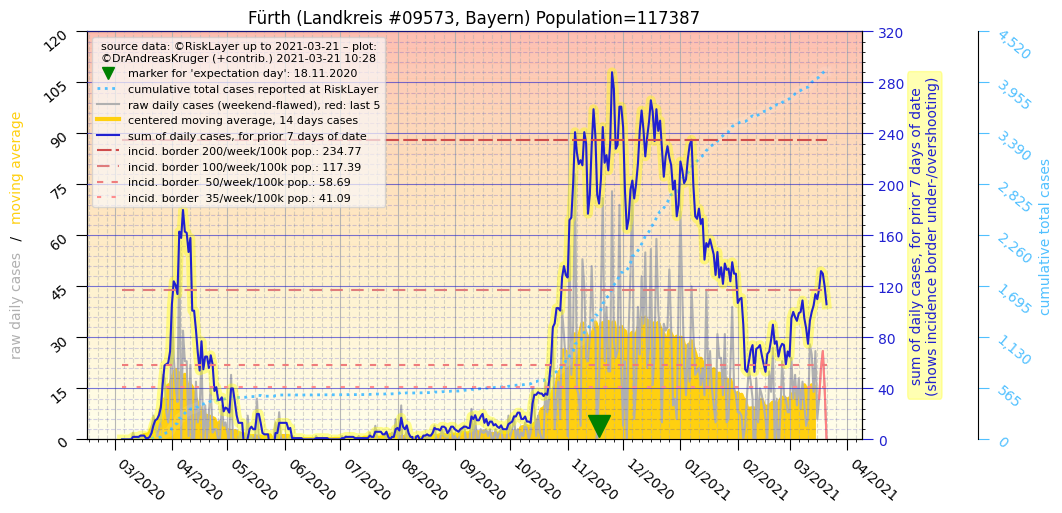 Fürth (Landkreis #09573, Bayern) Population=117387
source data: ©RiskLayer up to 2021-03-21 – plot:
©DrAndreasKruger (+contrib.) 2021-03-21 10:28
marker for 'expectation day': 18.11.2020
cumulative total cases reported at RiskLayer
raw daily cases (weekend-flawed), red: last 5
centered moving average, 14 days cases
sum of daily cases, for prior 7 days of date
incid. border 200/week/100k pop.: 234.77
incid. border 100/week/100k pop.: 117.39
incid. border  50/week/100k pop.: 58.69
incid. border  35/week/100k pop.: 41.09
raw daily cases / moving average
120
105
90
75
60
45
30
15
0
03/2020
04/2020
05/2020
06/2020
07/2020
08/2020
09/2020
10/2020
11/2020
12/2020
01/2021
02/2021
03/2021
04/2021
320
280
240
200
160
120
80
40
0
sum of daily cases, for prior 7 days of date
(shows incidence border under-/overshooting)
4,520
3,955
3,390
2,825
2,260
1,695
1,130
565
0
cumulative total cases